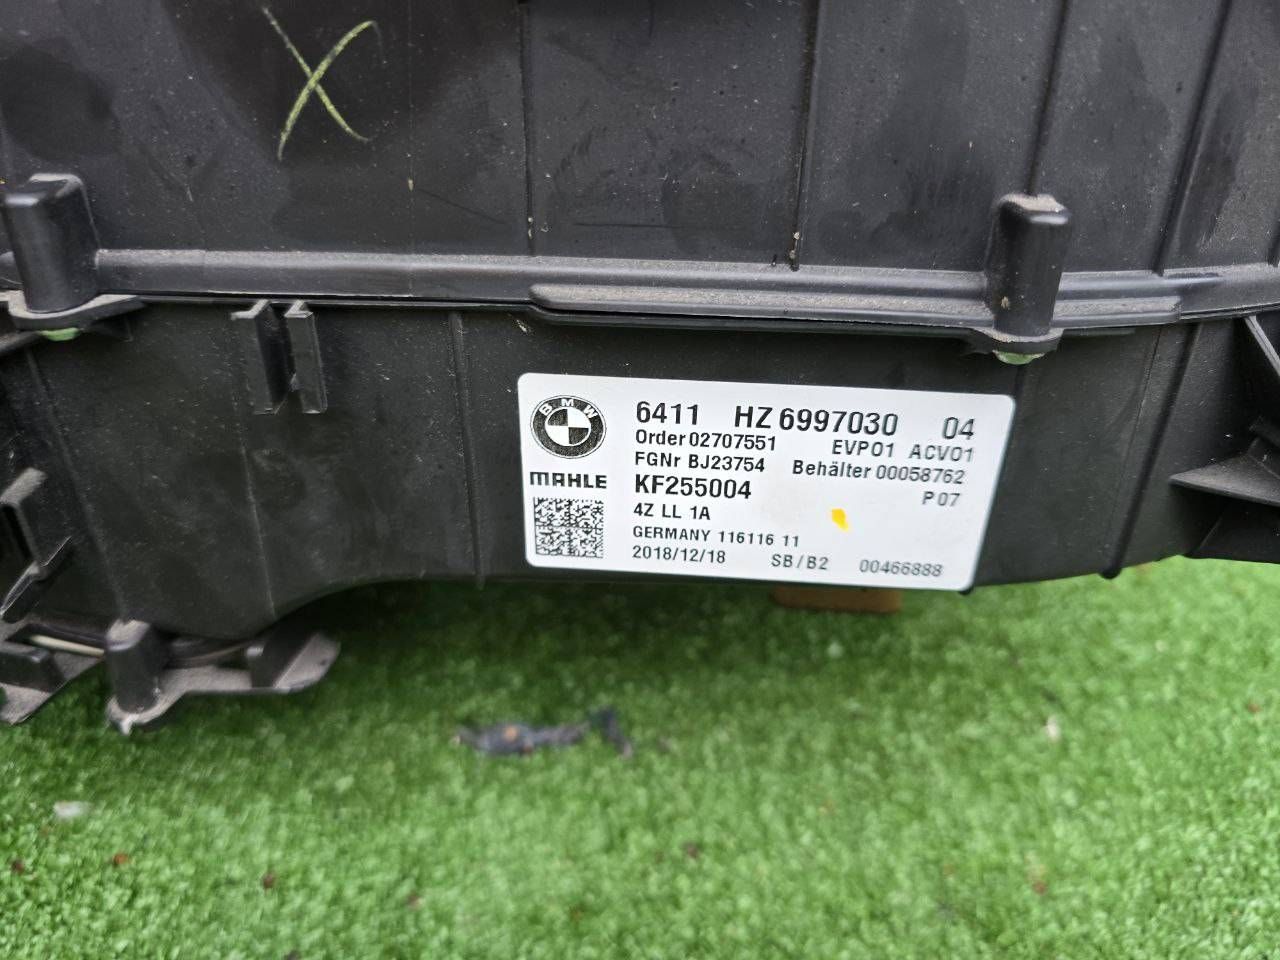 BMW
6411 HZ 6997030 04
Order 02707551 EVP01 ACV01
FGNr BJ23754 Behälter 00058762
MAHLE KF255004 P 07
4Z LL 1A
GERMANY 116116 11
2018/12/18 SB/B2 00466888